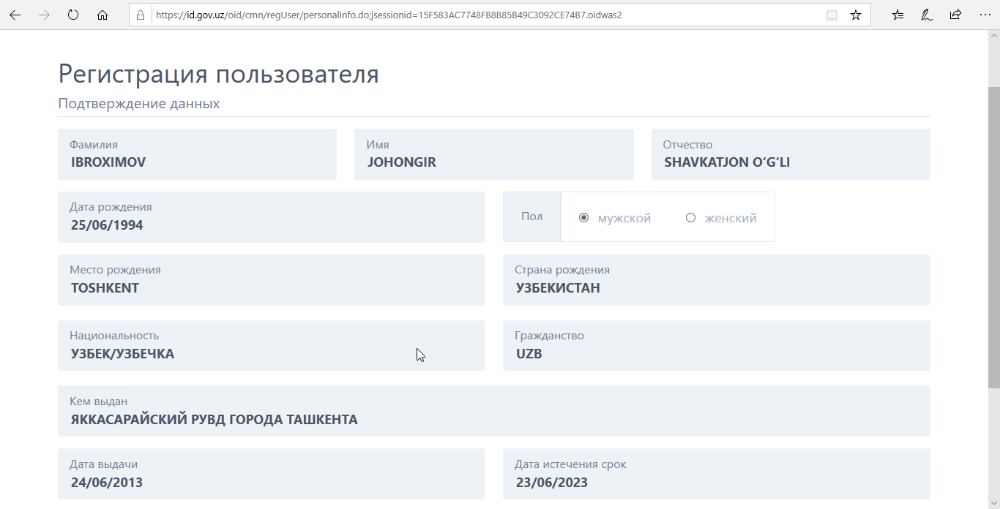 https://id.gov.uz/oid/cmn/regUser/personalInfo.do;jsessionid=15F583AC7748FB8B85B49C3092CE74B7.oidwas2
Регистрация пользователя
Подтверждение данных
Фамилия Имя Отчество
IBROXIMOV JOHONGIR SHAVKATJON O‘G‘LI
Дата рождения
25/06/1994
Пол мужской женский
Место рождения Страна рождения
TOSHKENT УЗБЕКИСТАН
Национальность Гражданство
УЗБЕК/УЗБЕЧКА UZB
Кем выдан
ЯККАСАРАЙСКИЙ РУВД ГОРОДА ТАШКЕНТА
Дата выдачи Дата истечения срок
24/06/2013 23/06/2023